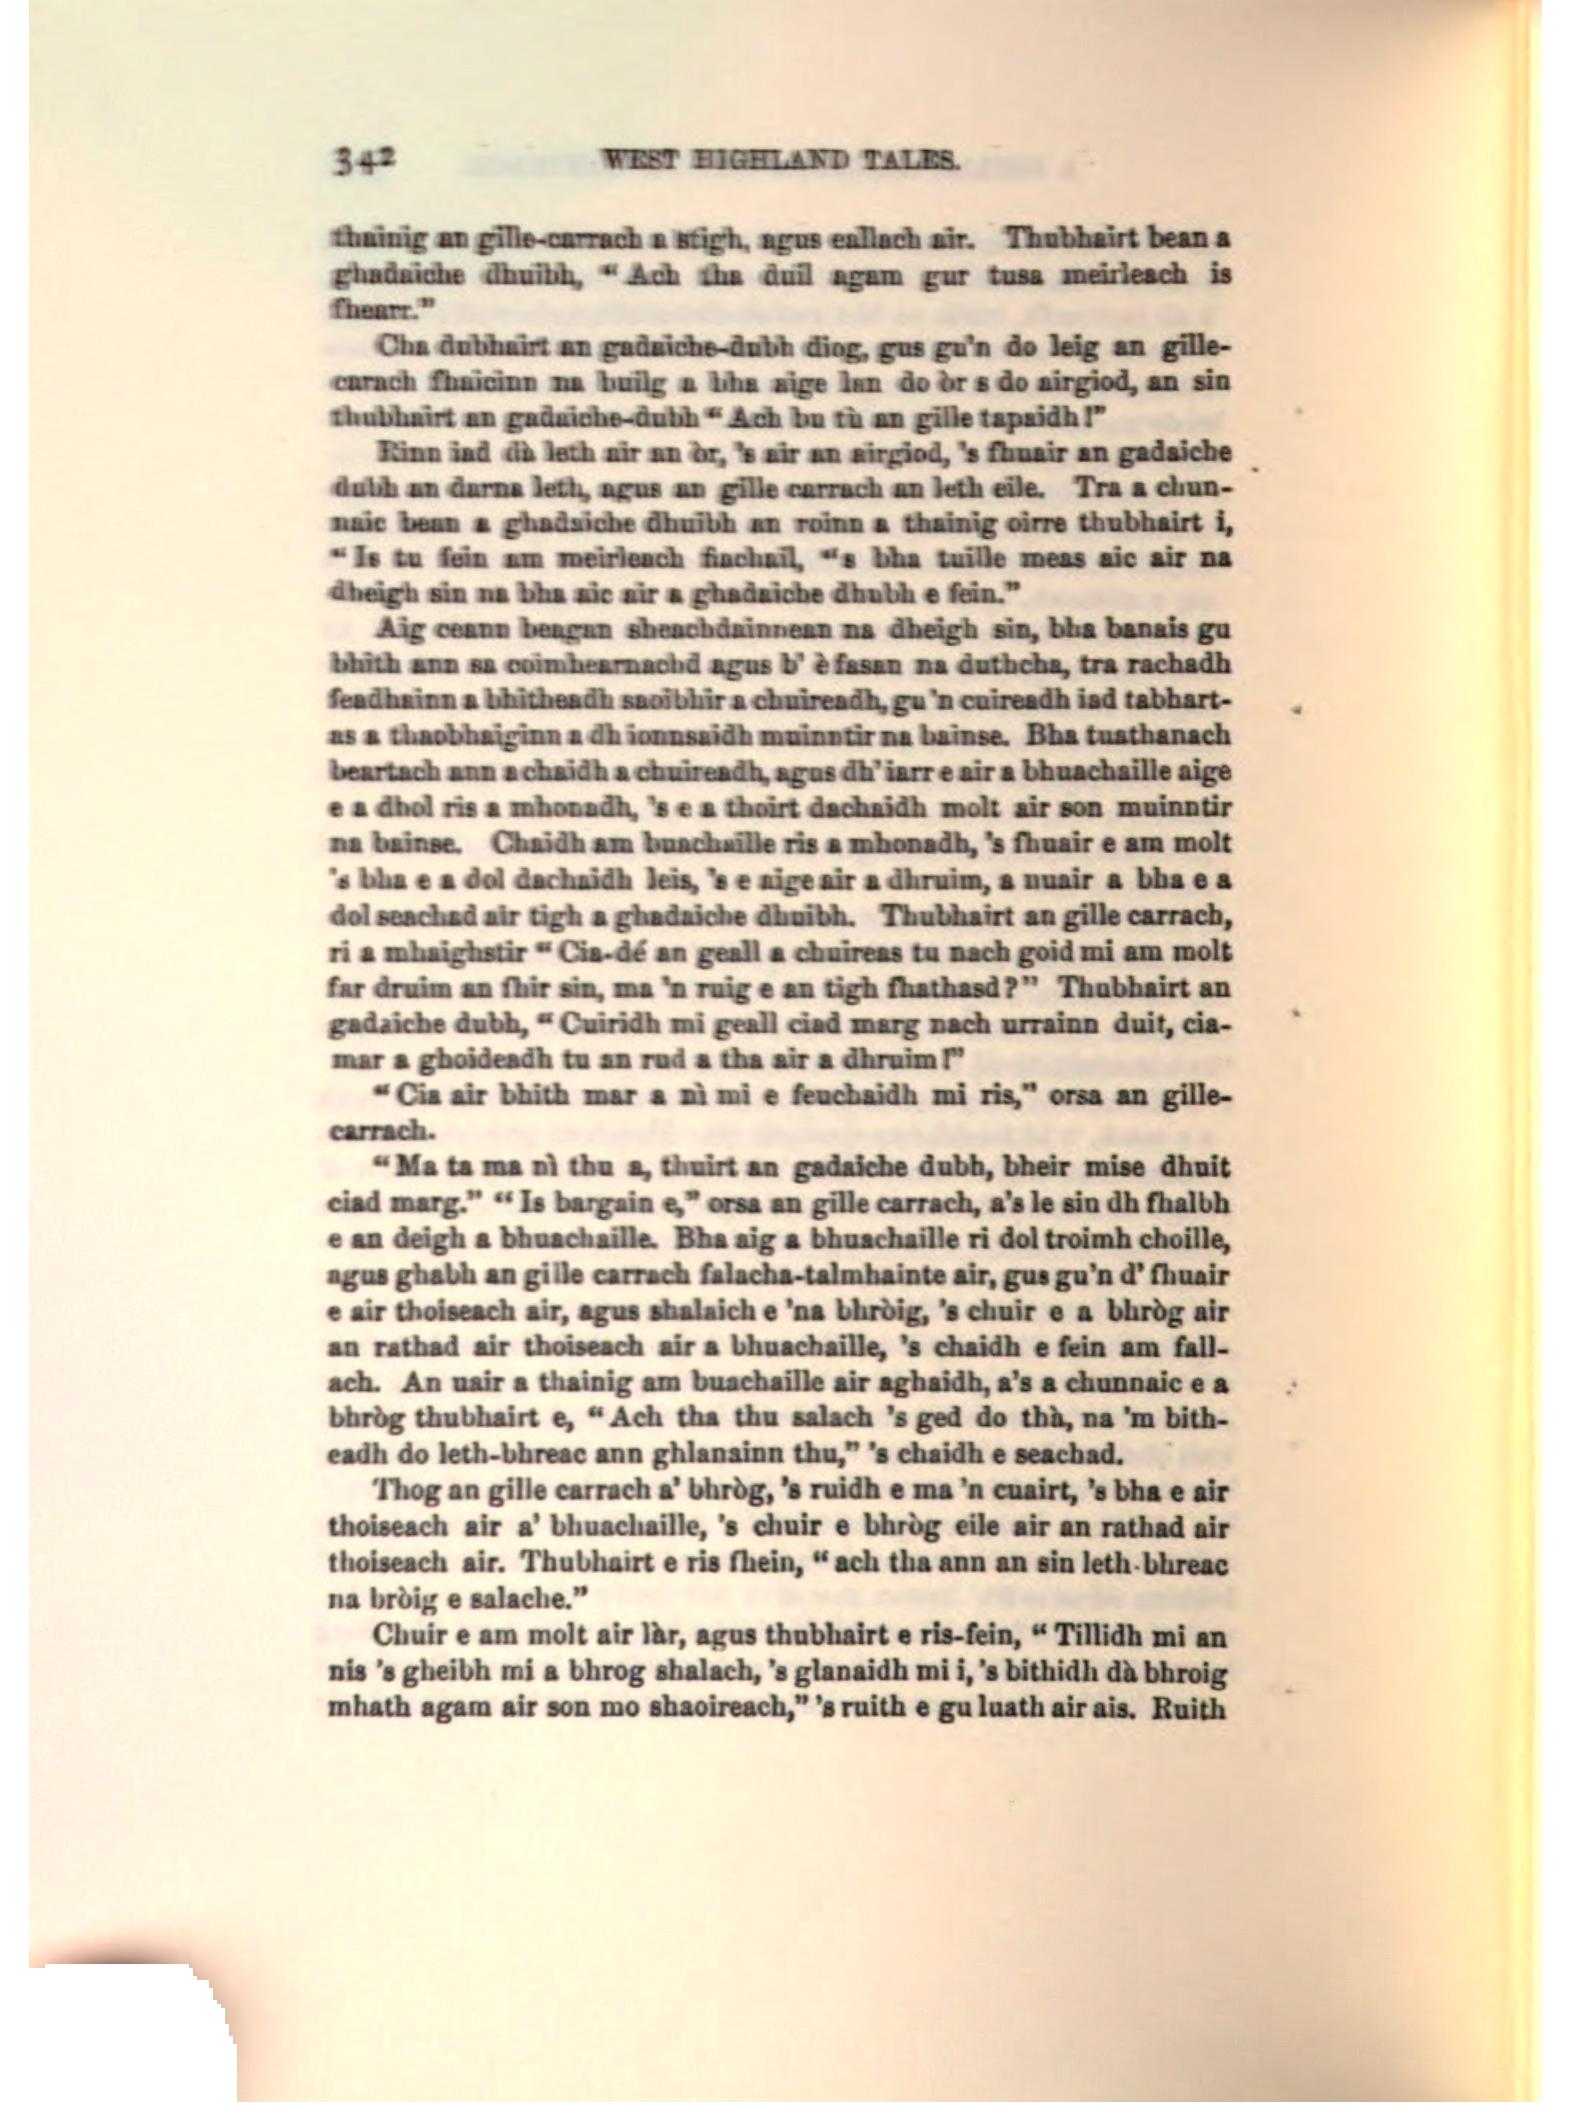 342 WEST HIGHLAND TALES.
thainig an gille-carrach a stigh, agus eallach air. Thubhairt bean a
ghadaiche dhuibh, “ Ach tha duil agam gur tusa meirleach is
fhearr.”
Cha dubhairt an gadaiche-dubh diog, gus gu'n do leig an gille-
carach fhaicinn na builg a bha aige lan do òr s do airgiod, an sin
thubhairt an gadaiche-dubh “ Ach bu tù an gille tapaidh !”
Rinn iad dà leth air an òr, 's air an airgiod, 's fhuair an gadaiche
dubh an darna leth, agus an gille carrach an leth eile. Tra a chun-
naic bean a ghadaiche dhuibh an roinn a thainig oirre thubhairt i,
“ Is tu fein am meirleach fiachail, “s bha tuille meas aic air na
dheigh sin na bha aic air a ghadaiche dhubh e fein.”
Aig ceann beagan sheachdainnean na dheigh sin, bha banais gu
bhith ann sa coimhearnachd agus b' è fasan na duthcha, tra rachadh
feadhainn a bhitheadh saoibhir a chuireadh, gu 'n cuireadh iad tabhart-
as a thaobhaiginn a dh ionnsaidh muinntir na bainse. Bha tuathanach
beartach ann a chaidh a chuireadh, agus dh' iarr e air a bhuachaille aige
e a dhol ris a mhonadh, 's e a thoirt dachaidh molt air son muinntir
na bainse. Chaidh am buachaille ris a mhonadh, 's fhuair e am molt
's bha e a dol dachaidh leis, 's e aige air a dhruim, a nuair a bha e a
dol seachad air tigh a ghadaiche dhuibh. Thubhairt an gille carrach,
ri a mhaighstir “ Cia-dé an geall a chuireas tu nach goid mi am molt
far druim an fhir sin, ma 'n ruig e an tigh fhathasd ?” Thubhairt an
gadaiche dubh, “ Cuiridh mi geall ciad marg nach urrainn duit, cia-
mar a ghoideadh tu an rud a tha air a dhruim !”
“ Cia air bhith mar a nì mi e feuchaidh mi ris,” orsa an gille-
carrach.
“ Ma ta ma nì thu a, thuirt an gadaiche dubh, bheir mise dhuit
ciad marg.” “ Is bargain e,” orsa an gille carrach, a's le sin dh fhalbh
e an deigh a bhuachaille. Bha aig a bhuachaille ri dol troimh choille,
agus ghabh an gille carrach falacha-talmhainte air, gus gu'n d' fhuair
e air thoiseach air, agus shalaich e 'na bhròig, 's chuir e a bhròg air
an rathad air thoiseach air a bhuachaille, 's chaidh e fein am fall-
ach. An uair a thainig am buachaille air aghaidh, a's a chunnaic e a
bhròg thubhairt e, “ Ach tha thu salach 's ged do thà, na 'm bith-
eadh do leth-bhreac ann ghlanainn thu,” 's chaidh e seachad.
Thog an gille carrach a' bhròg, 's ruidh e ma 'n cuairt, 's bha e air
thoiseach air a' bhuachaille, 's chuir e bhròg eile air an rathad air
thoiseach air. Thubhairt e ris fhein, “ ach tha ann an sin leth-bhreac
na bròig e salache.”
Chuir e am molt air làr, agus thubhairt e ris-fein, “ Tillidh mi an
nis 's gheibh mi a bhrog shalach, 's glanaidh mi i, 's bithidh dà bhroig
mhath agam air son mo shaoireach,” 's ruith e gu luath air ais. Ruith